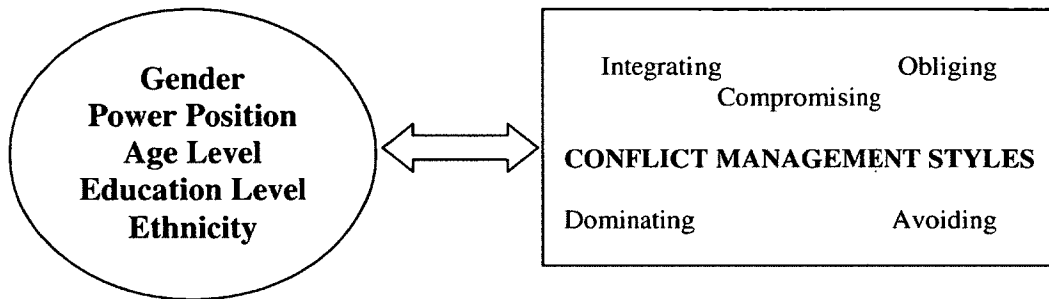 Gender
Power Position
Age Level
Education Level
Ethnicity
Integrating Obliging
Compromising
CONFLICT MANAGEMENT STYLES
Dominating Avoiding